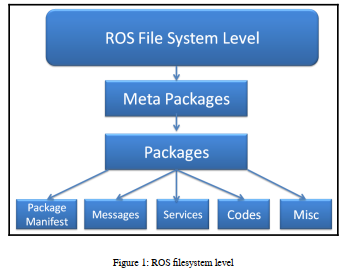 ROS File System Level
Meta Packages
Packages
Package
Manifest
Messages
Services
Codes
Misc
Figure 1: ROS filesystem level